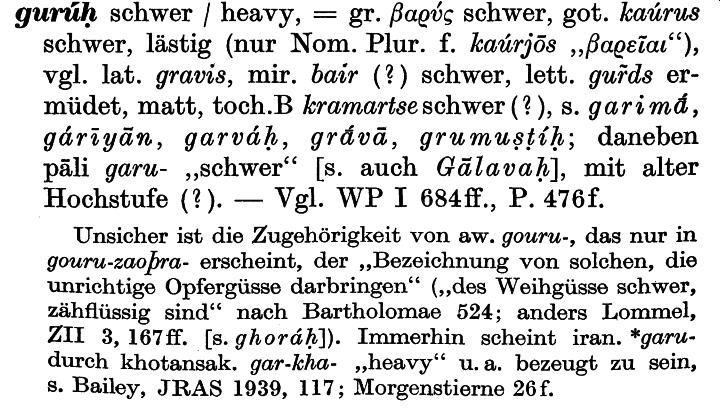 gurúḥ schwer / heavy, = gr. βαρύς schwer, got. kaúrus
schwer, lästig (nur Nom. Plur. f. kaúrjōs „βαρεῖαι“),
vgl. lat. gravis, mir. bair (?) schwer, lett. gur̃ds er-
müdet, matt, toch.B kramartse schwer (?), s. garimā́,
gárīyān, garváḥ, grā́vā, grumuṣṭíḥ; daneben
pāli garu- „schwer“ [s. auch Gālavaḥ], mit alter
Hochstufe (?). — Vgl. WP I 684ff., P. 476f.
Unsicher ist die Zugehörigkeit von aw. gouru-, das nur in
gouru-zaoþra- erscheint, der „Bezeichnung von solchen, die
unrichtige Opfergüsse darbringen“ („des Weihgüsse schwer,
zähflüssig sind“ nach Bartholomae 524; anders Lommel,
ZII 3, 167ff. [s. ghoráḥ]). Immerhin scheint iran. *garu-
durch khotansak. gar-kha- „heavy“ u. a. bezeugt zu sein,
s. Bailey, JRAS 1939, 117; Morgenstierne 26f.